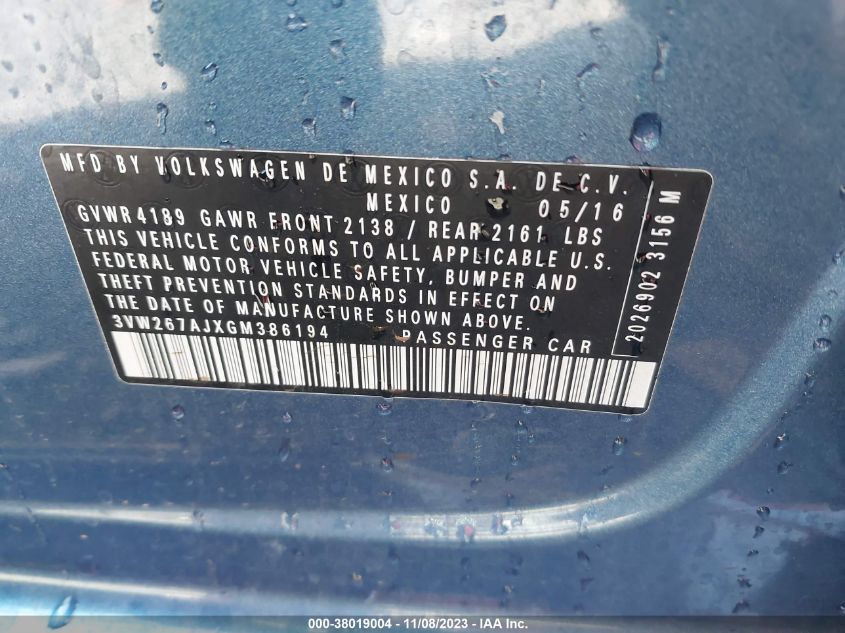 MFD BY VOLKSWAGEN DE MEXICO S.A. DE C.V.
MEXICO 05/16
GVWR 4189 GAWR FRONT 2138 / REAR 2161 LBS
THIS VEHICLE CONFORMS TO ALL APPLICABLE U.S.
FEDERAL MOTOR VEHICLE SAFETY, BUMPER AND
THEFT PREVENTION STANDARDS IN EFFECT ON
THE DATE OF MANUFACTURE SHOWN ABOVE.
3VW267AJXGM386194 PASSENGER CAR
2026902 3156 M
000-38019004 - 11/08/2023 - IAA Inc.